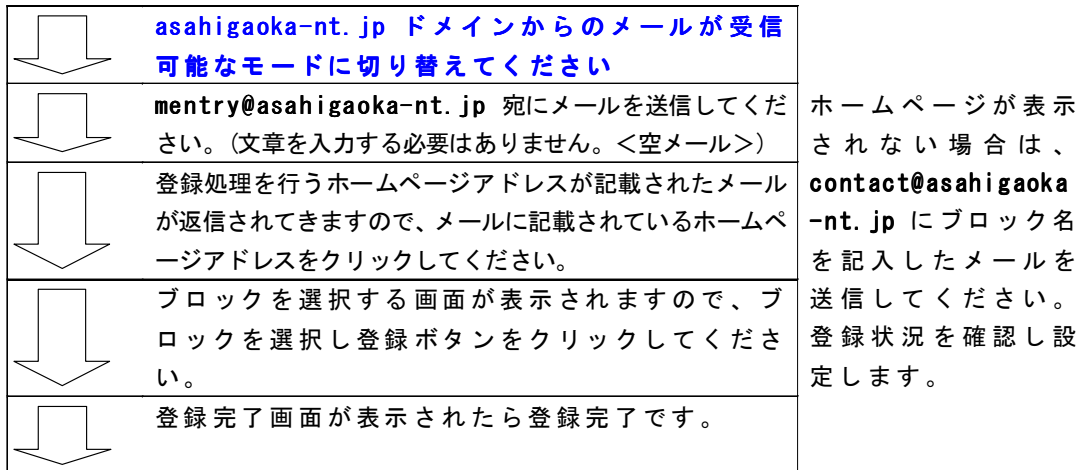 asahigaoka-nt.jp ドメインからのメールが受信
可能なモードに切り替えてください
mentry@asahigaoka-nt.jp 宛にメールを送信してくだ
さい。(文章を入力する必要はありません。＜空メール＞)
登録処理を行うホームページアドレスが記載されたメール
が返信されてきますので、メールに記載されているホームペ
ージアドレスをクリックしてください。
ブロックを選択する画面が表示されますので、ブ
ロックを選択し登録ボタンをクリックしてくださ
い。
登録完了画面が表示されたら登録完了です。
ホームページが表示
されない場合は、
contact@asahigaoka
-nt.jp にブロック名
を記入したメールを
送信してください。
登録状況を確認し設
定します。